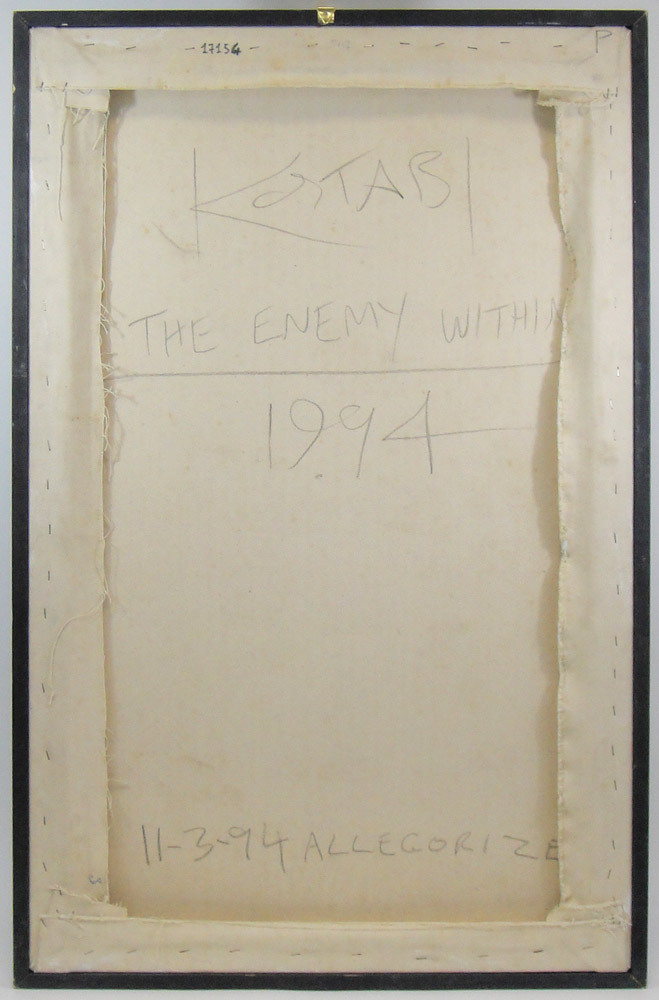 17154
P
KOSTABI
THE ENEMY WITHIN
1994
11-3-94 ALLEGORIZE